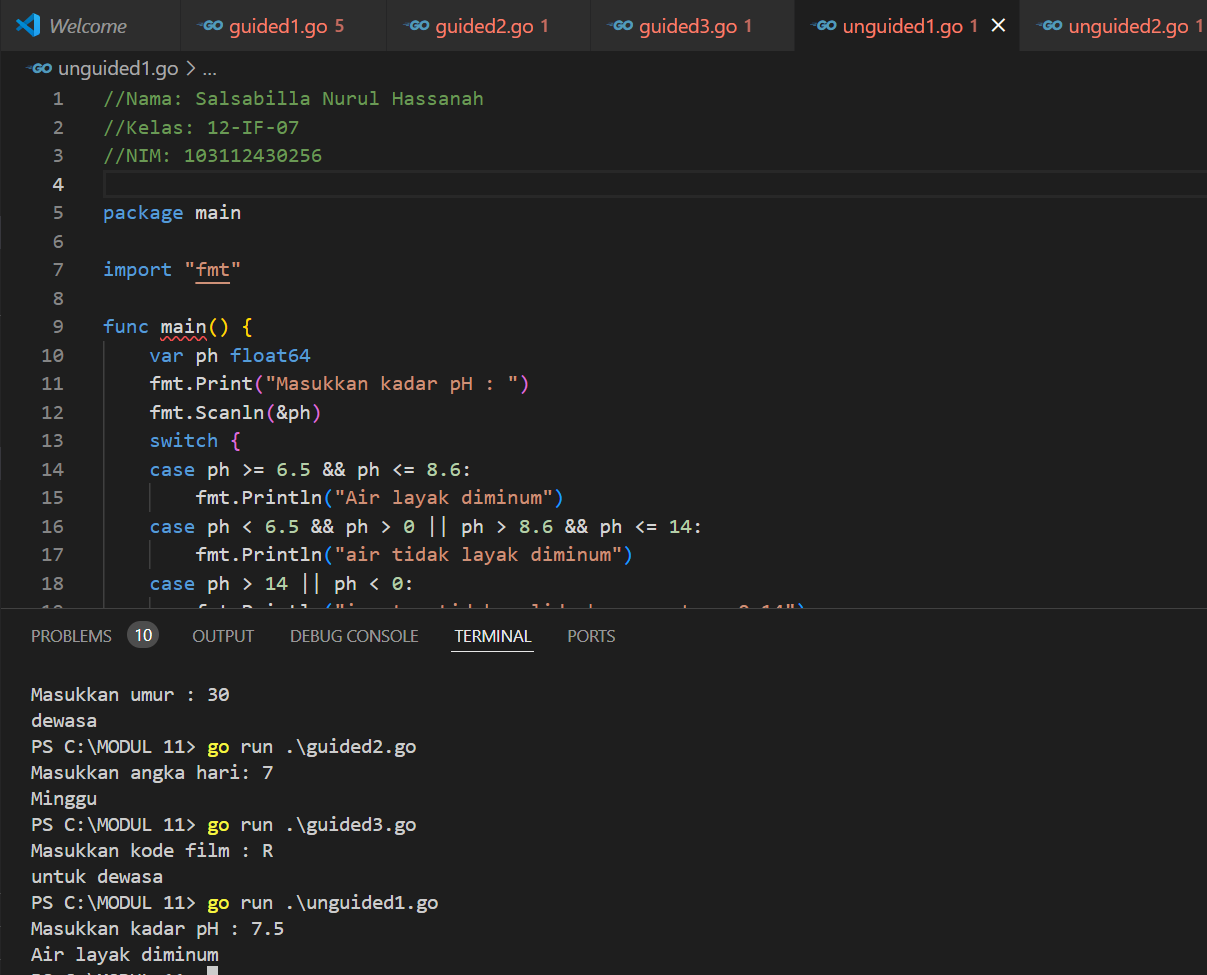 Welcome GO guided1.go 5 GO guided2.go 1 GO guided3.go 1 GO unguided1.go 1 GO unguided2.go 1
GO unguided1.go > ...
1 //Nama: Salsabilla Nurul Hassanah
2 //Kelas: 12-IF-07
3 //NIM: 103112430256
4
5 package main
6
7 import "fmt"
8
9 func main() {
10 var ph float64
11 fmt.Print("Masukkan kadar pH : ")
12 fmt.Scanln(&ph)
13 switch {
14 case ph >= 6.5 && ph <= 8.6:
15 fmt.Println("Air layak diminum")
16 case ph < 6.5 && ph > 0 || ph > 8.6 && ph <= 14:
17 fmt.Println("air tidak layak diminum")
18 case ph > 14 || ph < 0:
PROBLEMS 10 OUTPUT DEBUG CONSOLE TERMINAL PORTS
Masukkan umur : 30
dewasa
PS C:\MODUL 11> go run .\guided2.go
Masukkan angka hari: 7
Minggu
PS C:\MODUL 11> go run .\guided3.go
Masukkan kode film : R
untuk dewasa
PS C:\MODUL 11> go run .\unguided1.go
Masukkan kadar pH : 7.5
Air layak diminum